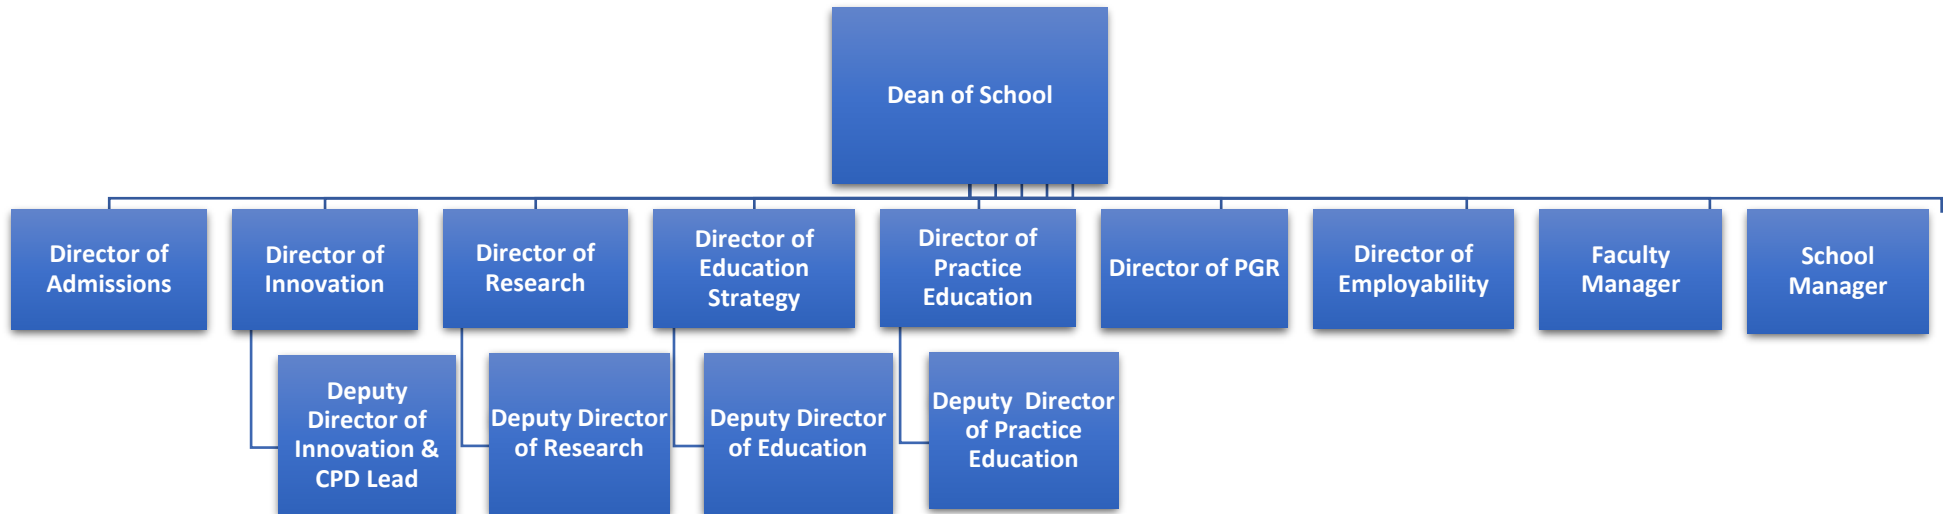 Dean of School
Director of
Admissions
Director of
Innovation
Director of
Research
Director of
Education
Strategy
Director of
Practice
Education
Director of PGR
Director of
Employability
Faculty
Manager
School
Manager
Deputy
Director of
Innovation &
CPD Lead
Deputy Director
of Research
Deputy Director
of Education
Deputy  Director
of Practice
Education